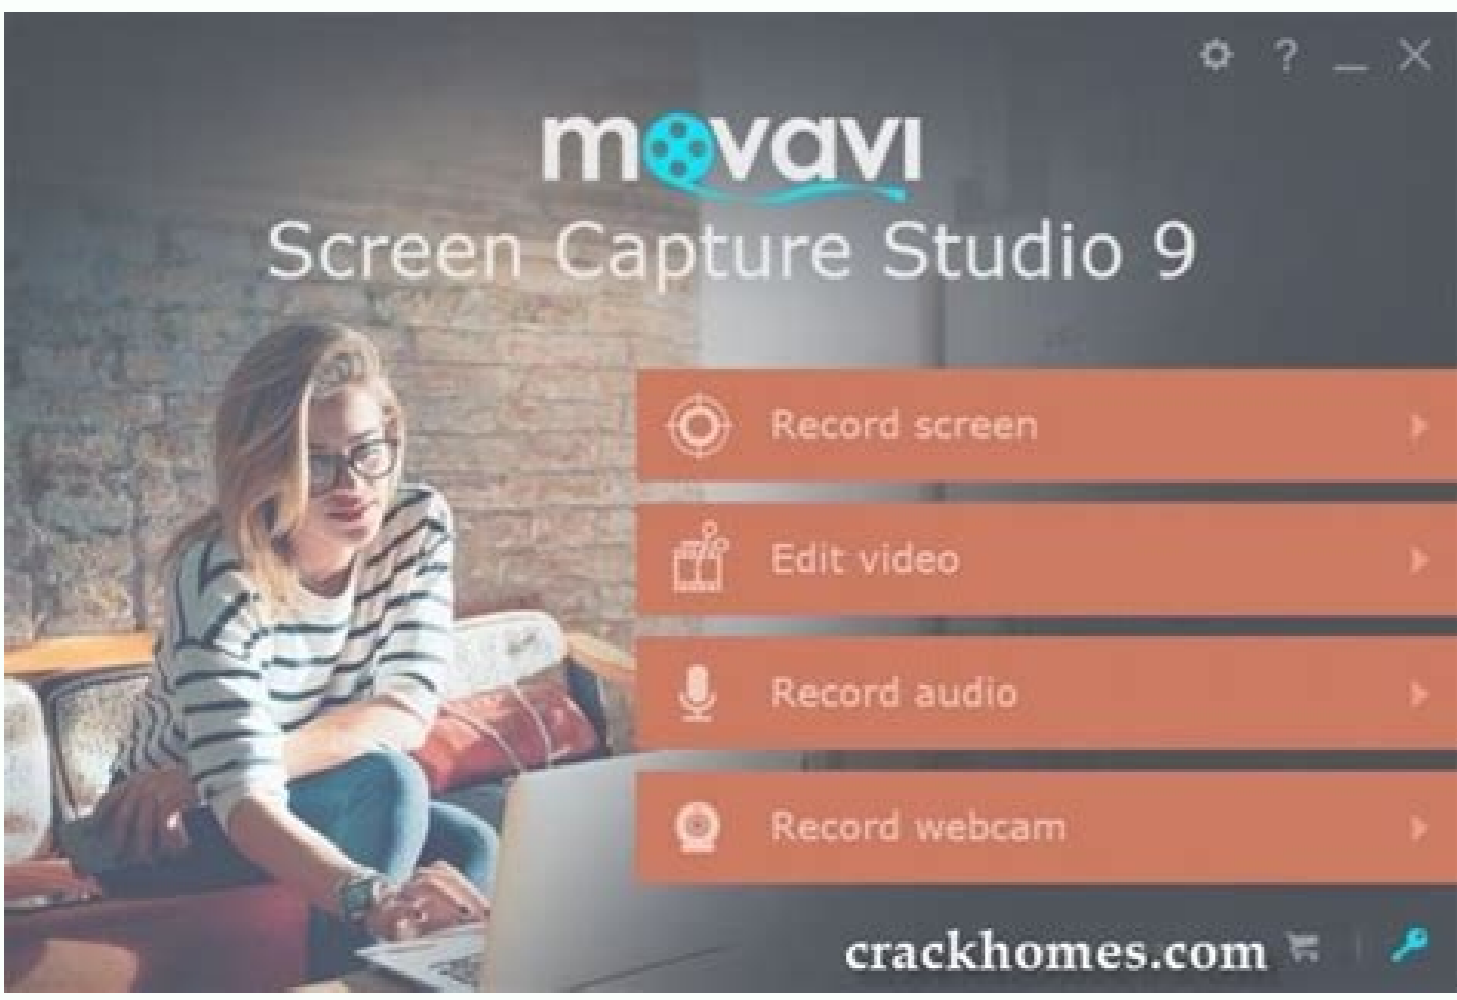 ?
movavi
Screen Capture Studio 9
Record screen
Edit video
Record audio
Record webcam
crackhomes.com